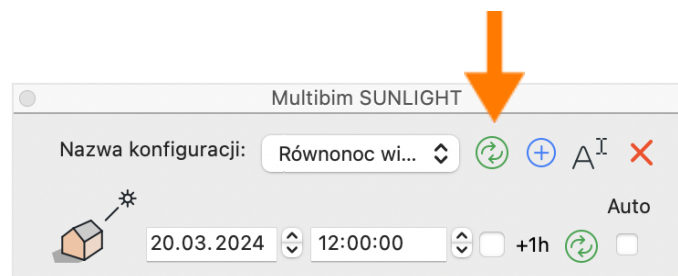 Multibim SUNLIGHT
Nazwa konfiguracji: Równonoc wi...
Auto
20.03.2024 12:00:00 +1h